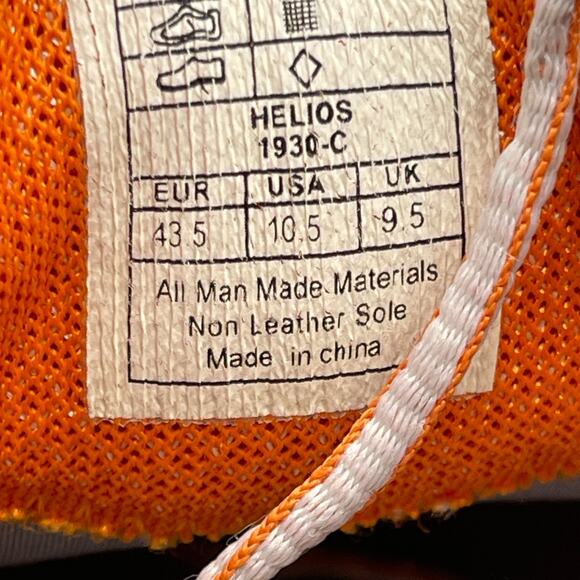 HELIOS
1930-C
EUR USA UK
43.5 10.5 9.5
All Man Made Materials
Non Leather Sole
Made in china